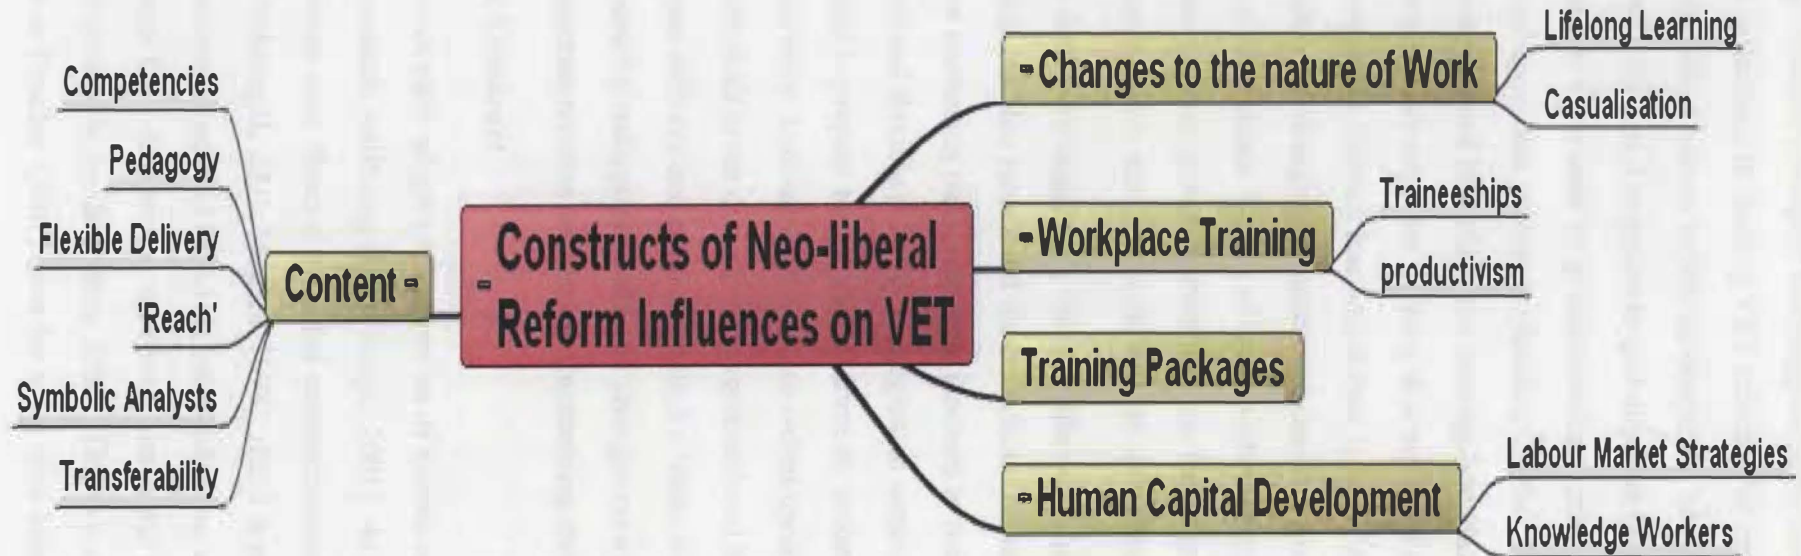 Competencies
Pedagogy
Flexible Delivery
'Reach'
Symbolic Analysts
Transferability
Content
Constructs of Neo-liberal
Reform Influences on VET
Changes to the nature of Work
Lifelong Learning
Casualisation
Workplace Training
Traineeships
productivism
Training Packages
Human Capital Development
Labour Market Strategies
Knowledge Workers